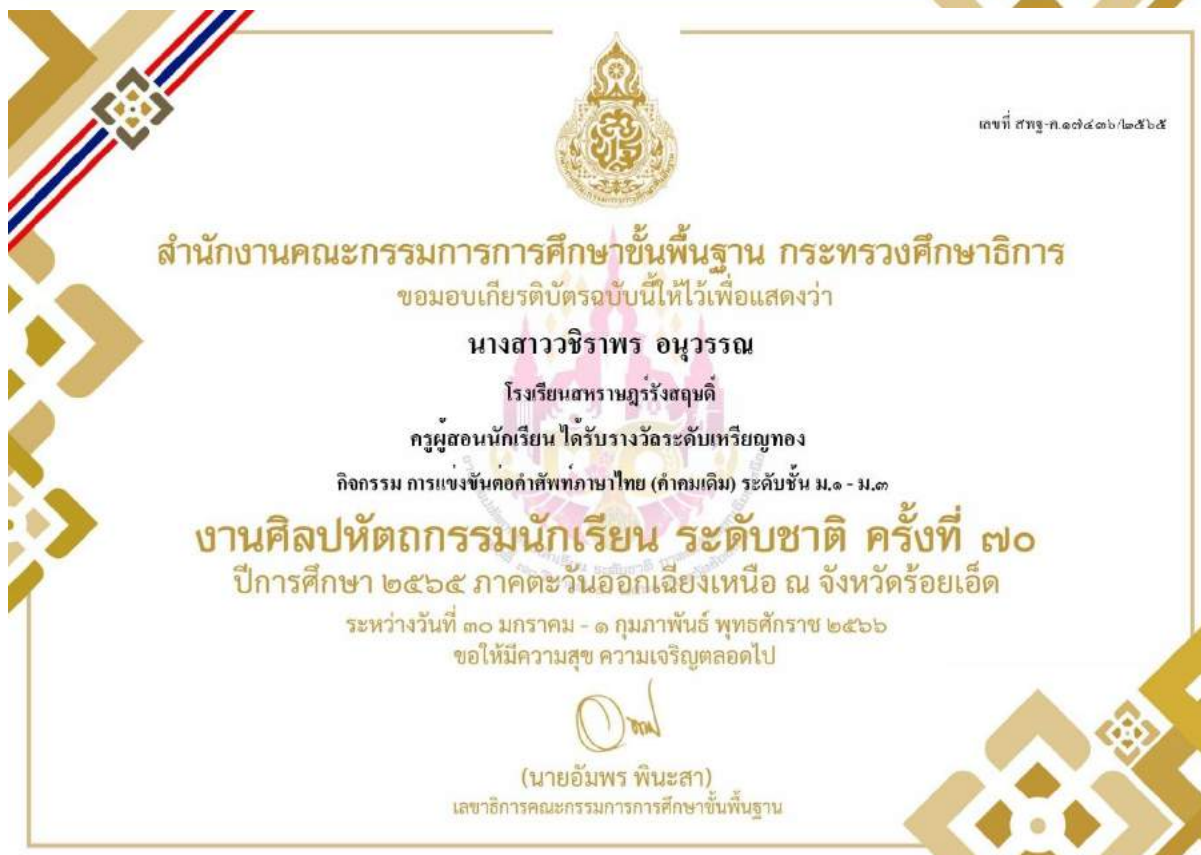 เลขที่ สพฐ-ค.๑๗๔๓๖/๒๕๖๕
สำนักงานคณะกรรมการการศึกษาขั้นพื้นฐาน กระทรวงศึกษาธิการ
ขอมอบเกียรติบัตรฉบับนี้ให้ไว้เพื่อแสดงว่า
นางสาววชิราพร อนุวรรณ
โรงเรียนสหราษฎร์รังสฤษดิ์
ครูผู้สอนนักเรียน ได้รับรางวัลระดับเหรียญทอง
กิจกรรม การแข่งขันต่อคำศัพท์ภาษาไทย (คำคมเดิม) ระดับชั้น ม.๑ - ม.๓
งานศิลปหัตถกรรมนักเรียน ระดับชาติ ครั้งที่ ๗๐
ปีการศึกษา ๒๕๖๕ ภาคตะวันออกเฉียงเหนือ ณ จังหวัดร้อยเอ็ด
ระหว่างวันที่ ๓๐ มกราคม - ๑ กุมภาพันธ์ พุทธศักราช ๒๕๖๖
ขอให้มีความสุข ความเจริญตลอดไป
(นายอัมพร พินะสา)
เลขาธิการคณะกรรมการการศึกษาขั้นพื้นฐาน